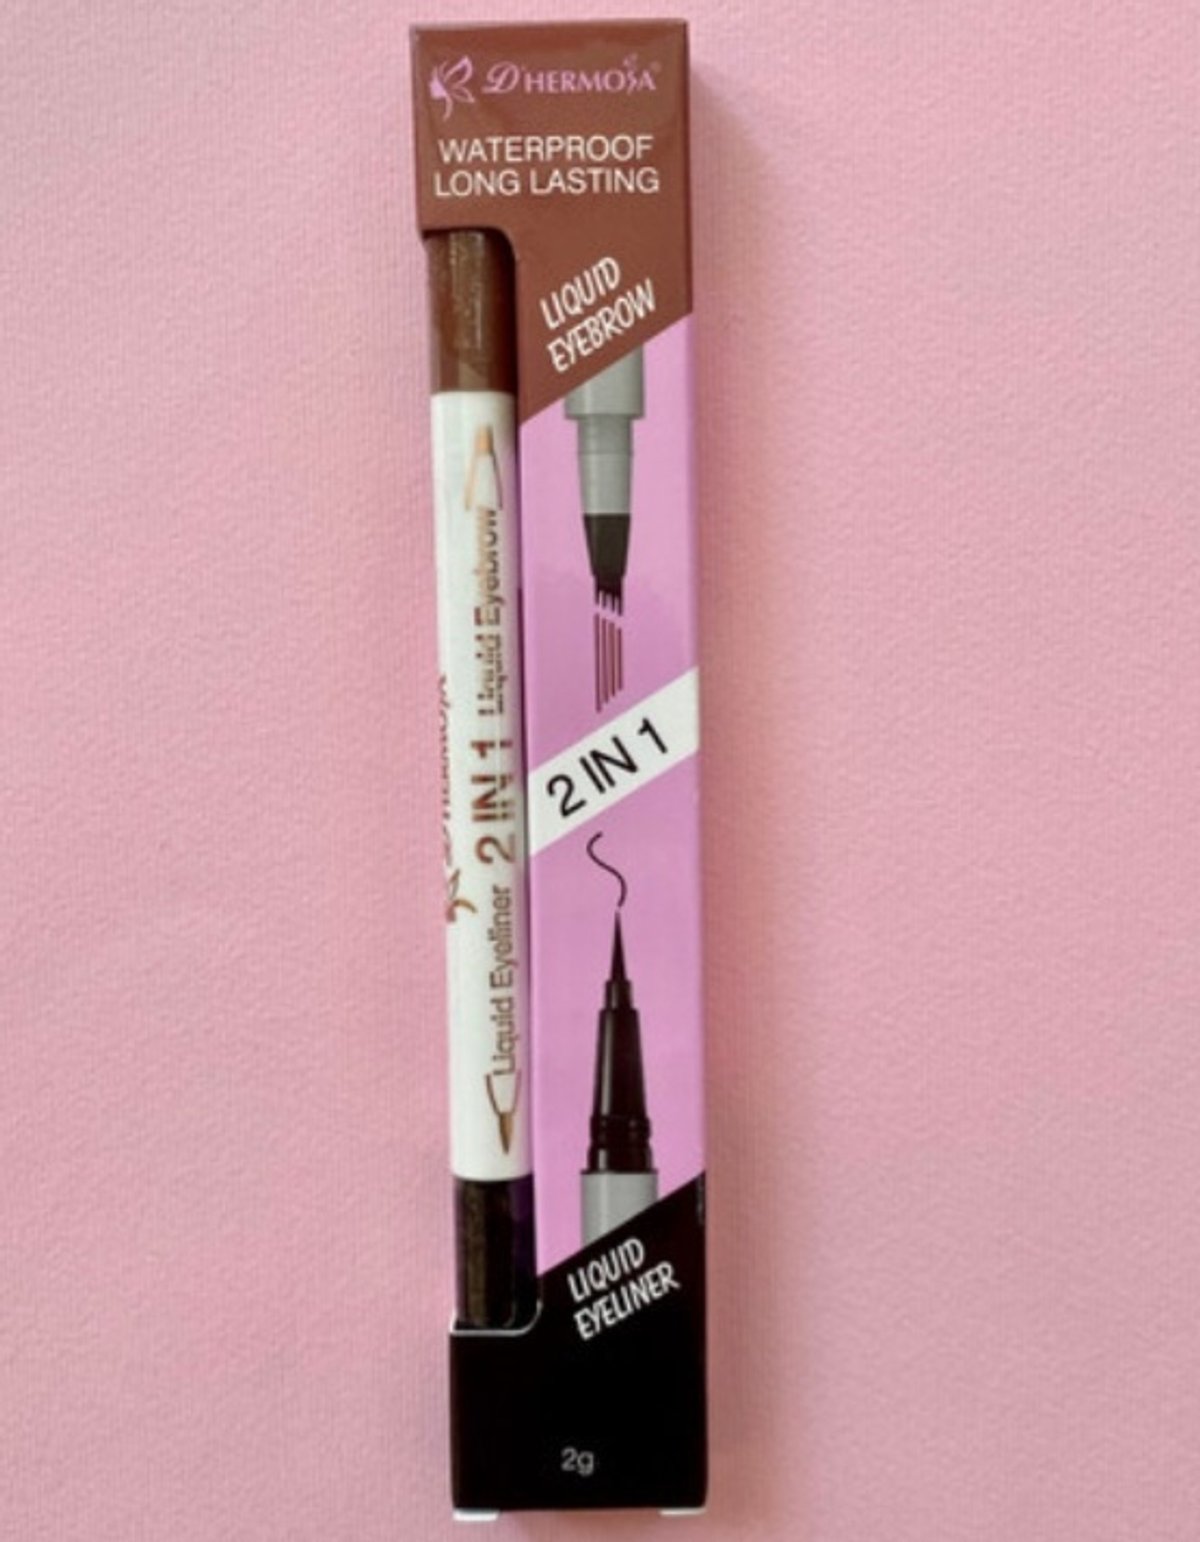 D'HERMOSA®
WATERPROOF
LONG LASTING
LIQUID
EYEBROW
2 IN 1
LIQUID
EYELINER
2g
Liquid Eyeliner 2 IN 1 Liquid Eyebrow
D'HERMOSA